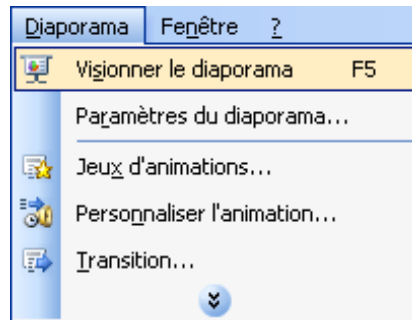 Diaporama Fenêtre ?
Visionner le diaporama F5
Paramètres du diaporama...
Jeux d'animations...
Personnaliser l'animation...
Transition...